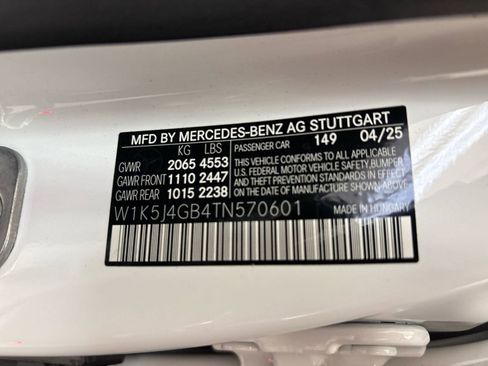 MFD BY MERCEDES-BENZ AG STUTTGART
KG LBS PASSENGER CAR 149 04/25
GVWR 2065 4553 THIS VEHICLE CONFORMS TO ALL APPLICABLE
GAWR FRONT 1110 2447 U.S. FEDERAL MOTOR VEHICLE SAFETY, BUMPER,
GAWR REAR 1015 2238 AND THEFT PREVENTION STANDARDS IN EFFECT
ON THE DATE OF MANUFACTURE SHOWN ABOVE.
W1K5J4GB4TN570601 MADE IN HUNGARY